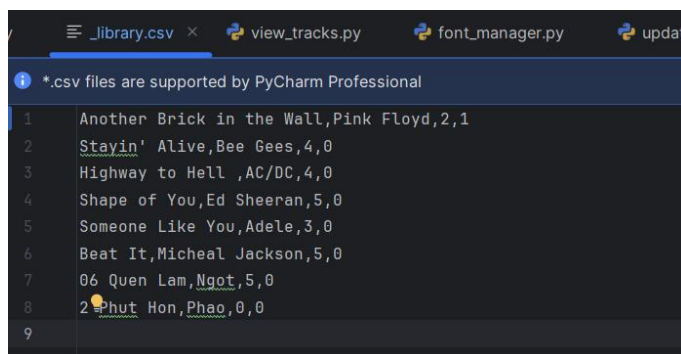 _library.csv × view_tracks.py font_manager.py updat
*.csv files are supported by PyCharm Professional
1 Another Brick in the Wall,Pink Floyd,2,1
2 Stayin' Alive,Bee Gees,4,0
3 Highway to Hell ,AC/DC,4,0
4 Shape of You,Ed Sheeran,5,0
5 Someone Like You,Adele,3,0
6 Beat It,Micheal Jackson,5,0
7 06 Quen Lam,Ngot,5,0
8 2 Phut Hon,Phao,0,0
9